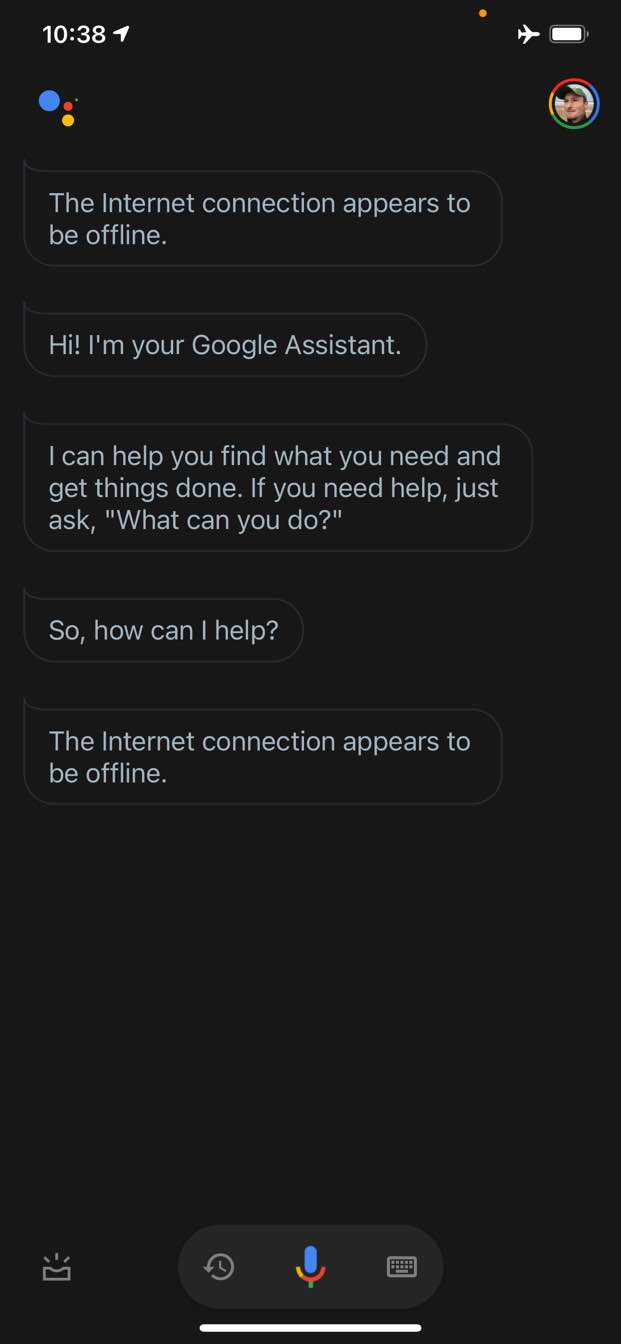 10:38
The Internet connection appears to
be offline.
Hi! I'm your Google Assistant.
I can help you find what you need and
get things done. If you need help, just
ask, "What can you do?"
So, how can I help?
The Internet connection appears to
be offline.